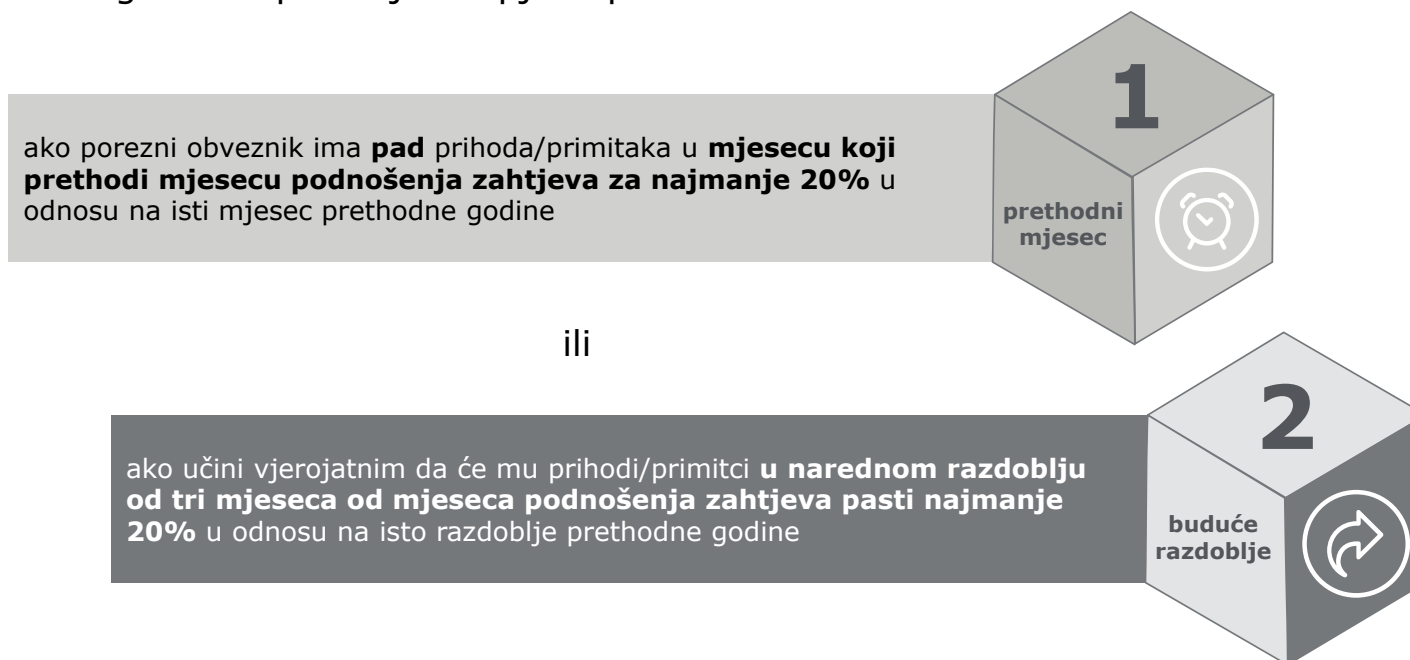 ako porezni obveznik ima pad prihoda/primitaka u mjesecu koji
prethodi mjesecu podnošenja zahtjeva za najmanje 20% u
odnosu na isti mjesec prethodne godine
1
prethodni
mjesec
ili
ako učini vjerojatnim da će mu prihodi/primitci u narednom razdoblju
od tri mjeseca od mjeseca podnošenja zahtjeva pasti najmanje
20% u odnosu na isto razdoblje prethodne godine
2
buduće
razdoblje